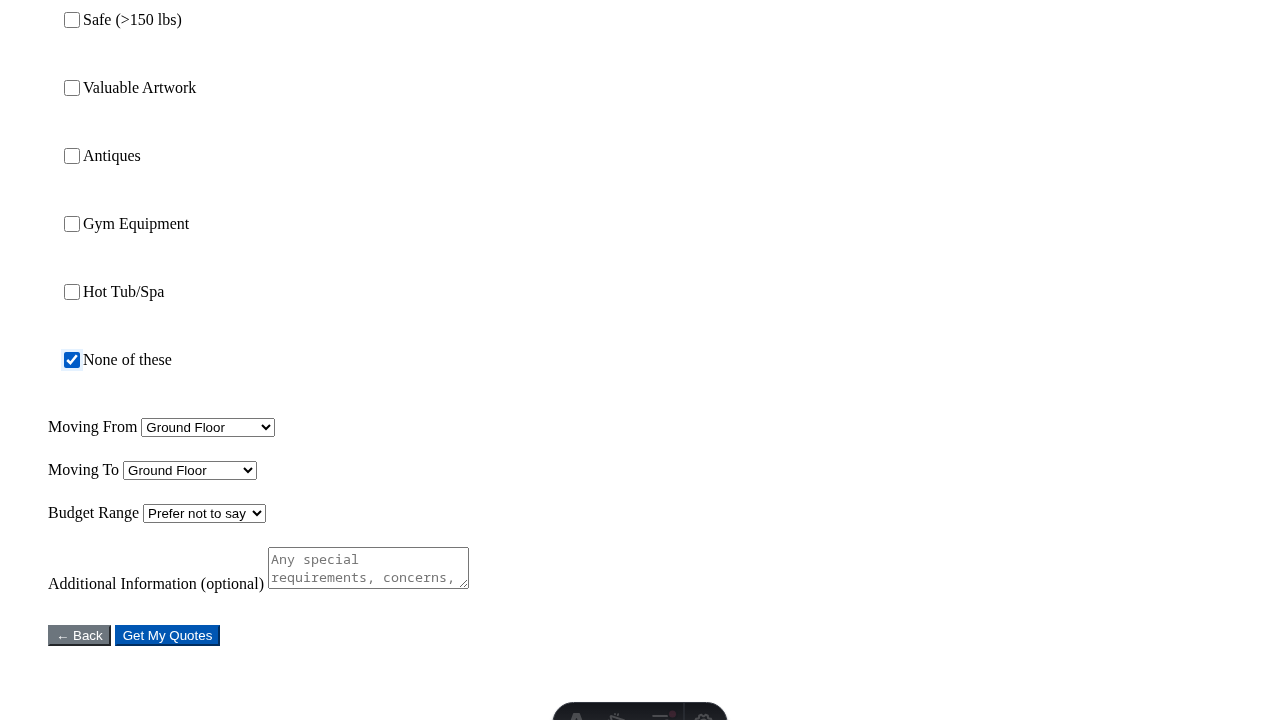 Safe (>150 lbs)
Valuable Artwork
Antiques
Gym Equipment
Hot Tub/Spa
None of these
Moving From Ground Floor
Moving To Ground Floor
Budget Range Prefer not to say
Any special
requirements, concerns,
Additional Information (optional)
← Back Get My Quotes